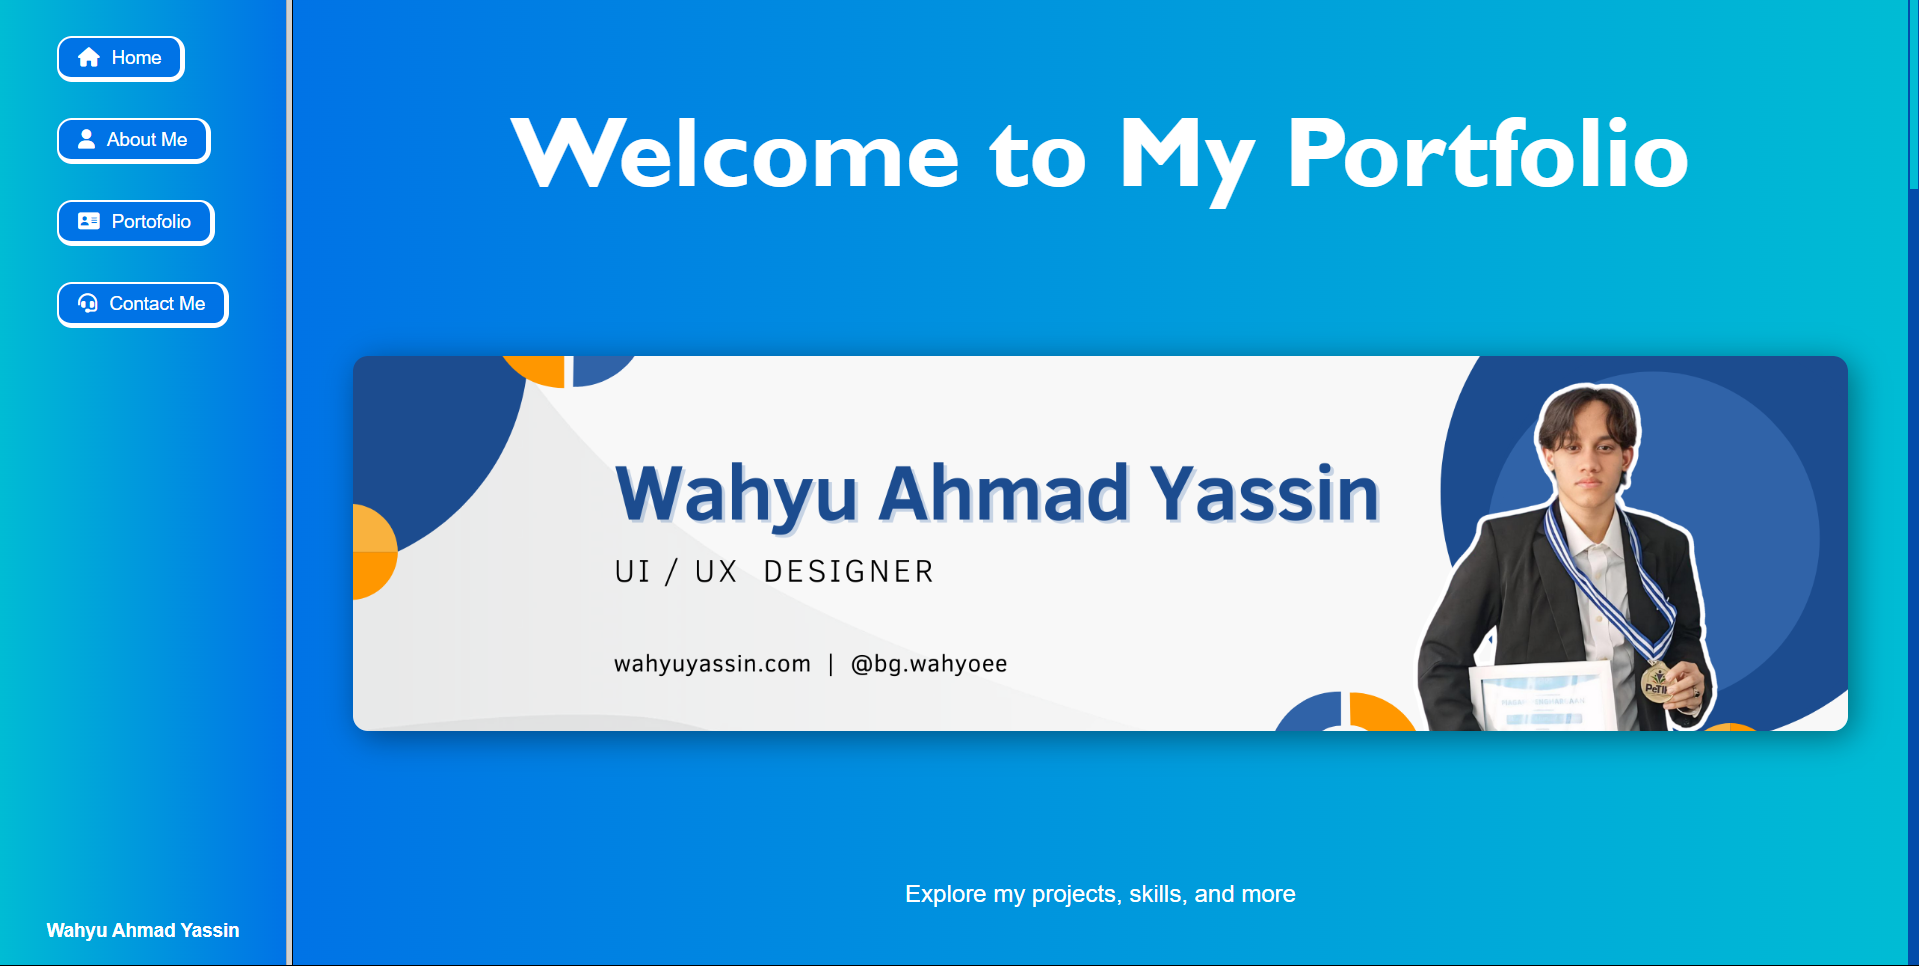 Home
About Me
Portofolio
Contact Me
Wahyu Ahmad Yassin
Welcome to My Portfolio
Wahyu Ahmad Yassin
UI / UX DESIGNER
wahyuyassin.com | @bg.wahyoee
Explore my projects, skills, and more